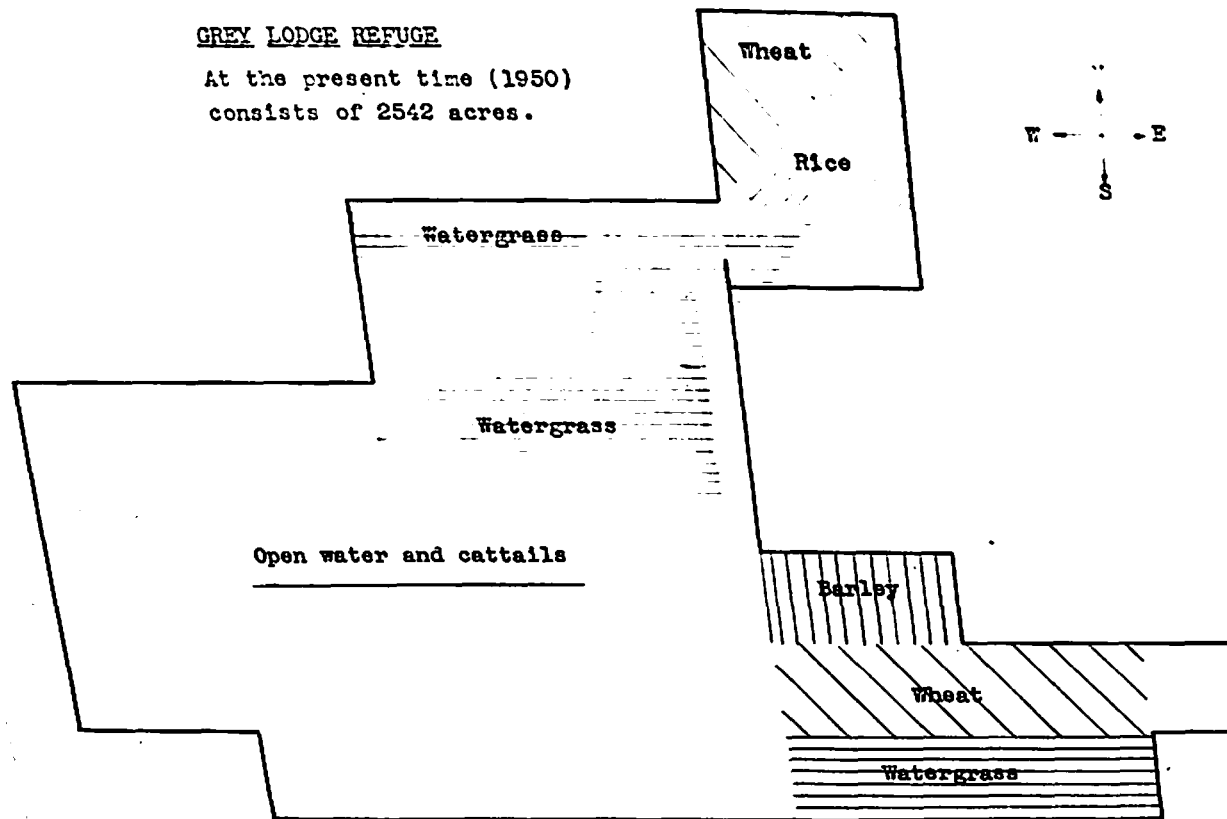 GREY LODGE REFUGE
At the present time (1950)
consists of 2542 acres.
Wheat
W E
S
Rice
Watergrass
Watergrass
Open water and cattails
Barley
Wheat
Watergrass